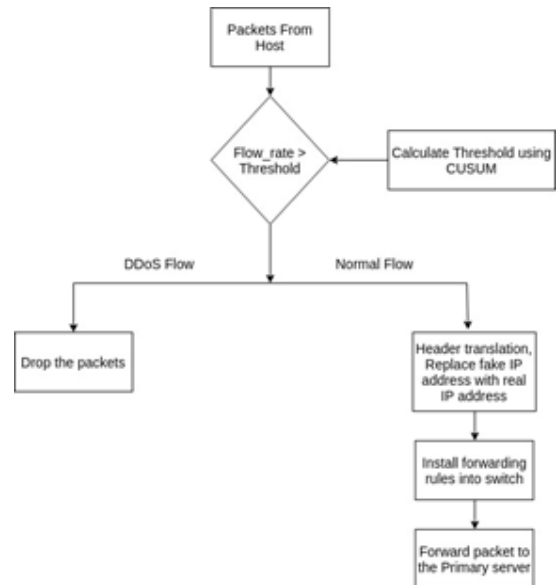 Packets From
Host
Flow_rate >
Threshold
Calculate Threshold using
CUSUM
DDoS Flow
Normal Flow
Drop the packets
Header translation,
Replace fake IP
address with real
IP address
Install forwarding
rules into switch
Forward packet to
the Primary server